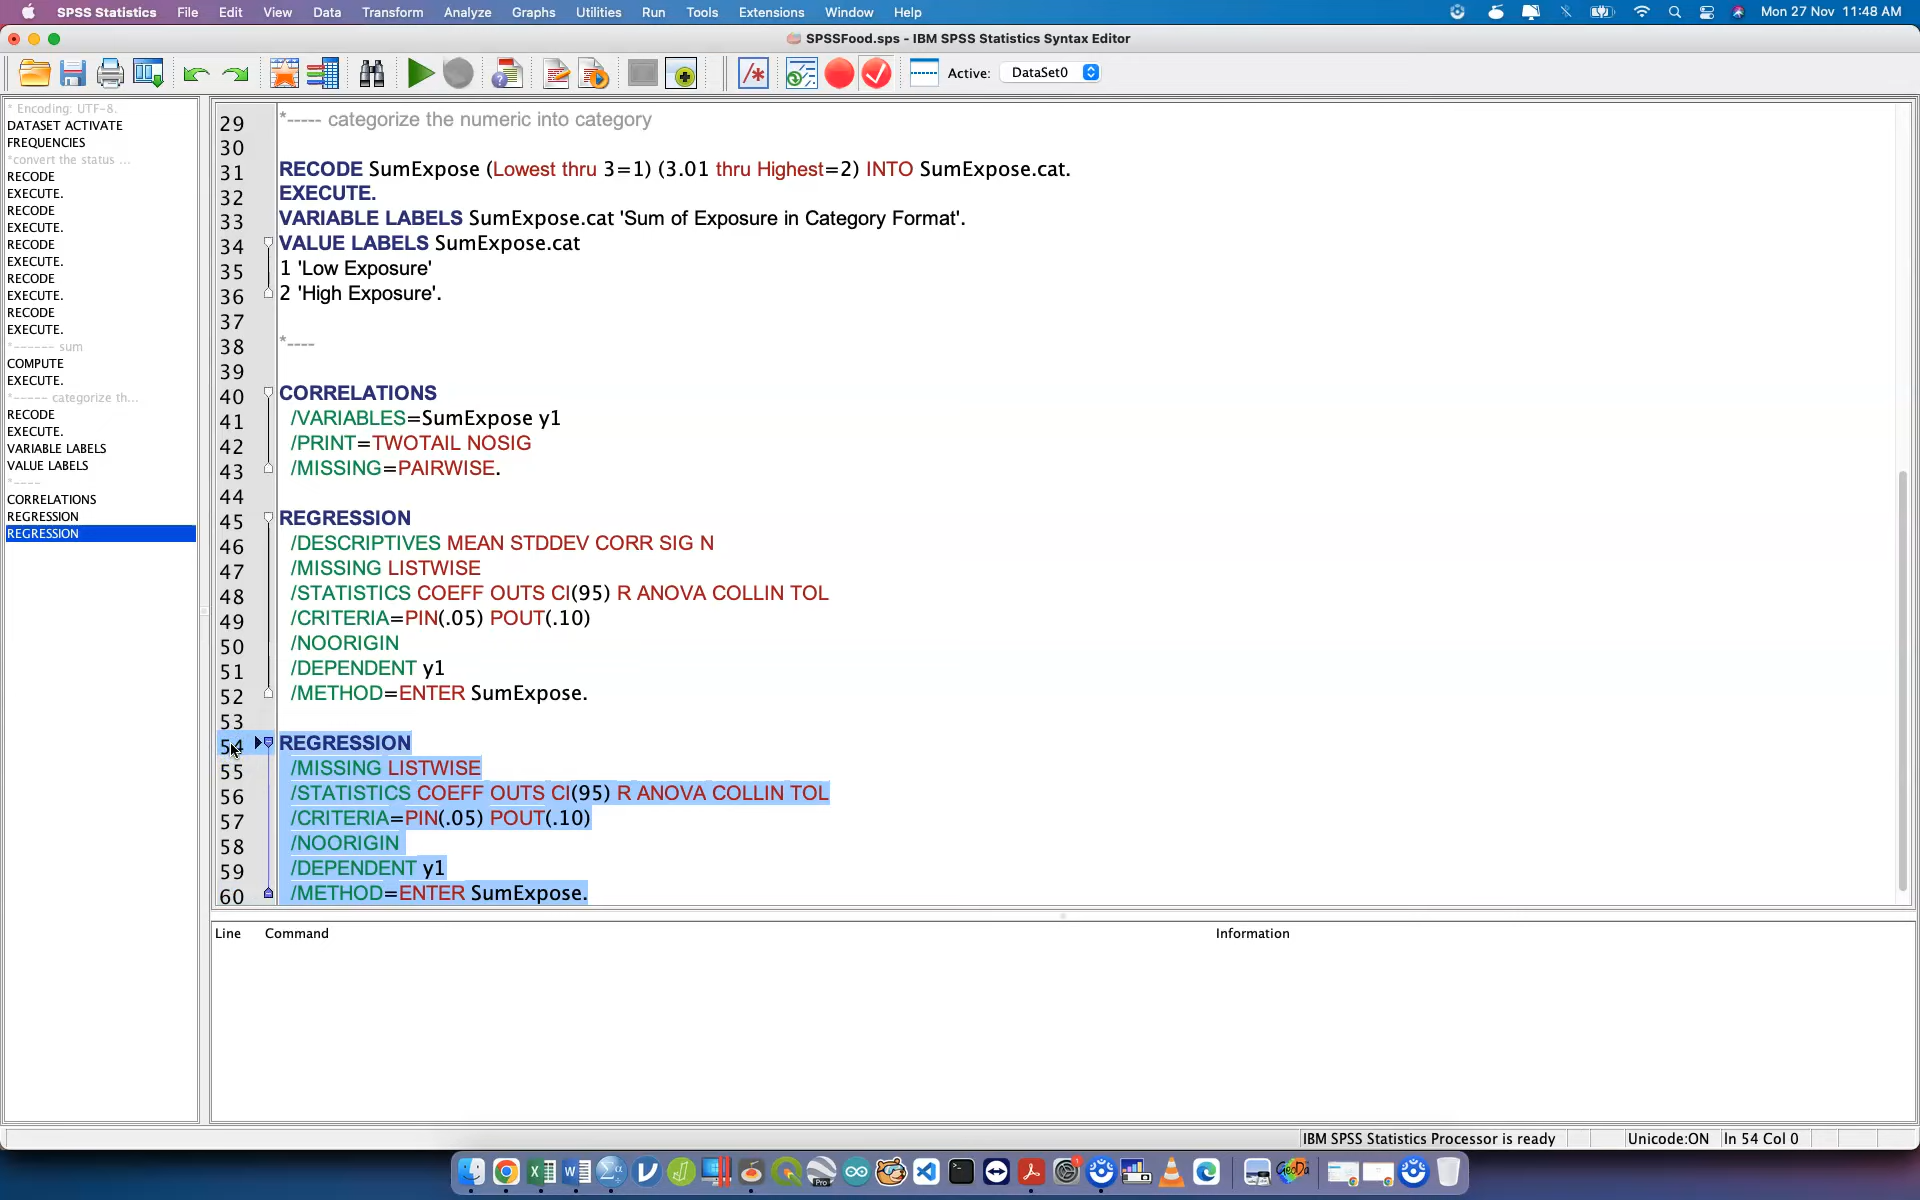 SPSS Statistics File Edit View Data Transform Analyze Graphs Utilities Run Tools Extensions Window Help Mon 27 Nov 11:48 AM
SPSSFood.sps - IBM SPSS Statistics Syntax Editor
Active: DataSet0
* Encoding: UTF-8.
DATASET ACTIVATE
FREQUENCIES
*convert the status ...
RECODE
EXECUTE.
RECODE
EXECUTE.
RECODE
EXECUTE.
RECODE
EXECUTE.
RECODE
EXECUTE.
*------ sum
COMPUTE
EXECUTE.
*----- categorize th...
RECODE
EXECUTE.
VARIABLE LABELS
VALUE LABELS
*----
CORRELATIONS
REGRESSION
REGRESSION
29 *----- categorize the numeric into category
30
31 RECODE SumExpose (Lowest thru 3=1) (3.01 thru Highest=2) INTO SumExpose.cat.
32 EXECUTE.
33 VARIABLE LABELS SumExpose.cat 'Sum of Exposure in Category Format'.
34 VALUE LABELS SumExpose.cat
35 1 'Low Exposure'
36 2 'High Exposure'.
37
38 *----
39
40 CORRELATIONS
41 /VARIABLES=SumExpose y1
42 /PRINT=TWOTAIL NOSIG
43 /MISSING=PAIRWISE.
44
45 REGRESSION
46 /DESCRIPTIVES MEAN STDDEV CORR SIG N
47 /MISSING LISTWISE
48 /STATISTICS COEFF OUTS CI(95) R ANOVA COLLIN TOL
49 /CRITERIA=PIN(.05) POUT(.10)
50 /NOORIGIN
51 /DEPENDENT y1
52 /METHOD=ENTER SumExpose.
53
54 REGRESSION
55 /MISSING LISTWISE
56 /STATISTICS COEFF OUTS CI(95) R ANOVA COLLIN TOL
57 /CRITERIA=PIN(.05) POUT(.10)
58 /NOORIGIN
59 /DEPENDENT y1
60 /METHOD=ENTER SumExpose.
Line Command Information
IBM SPSS Statistics Processor is ready Unicode:ON In 54 Col 0
Pro GeoDa